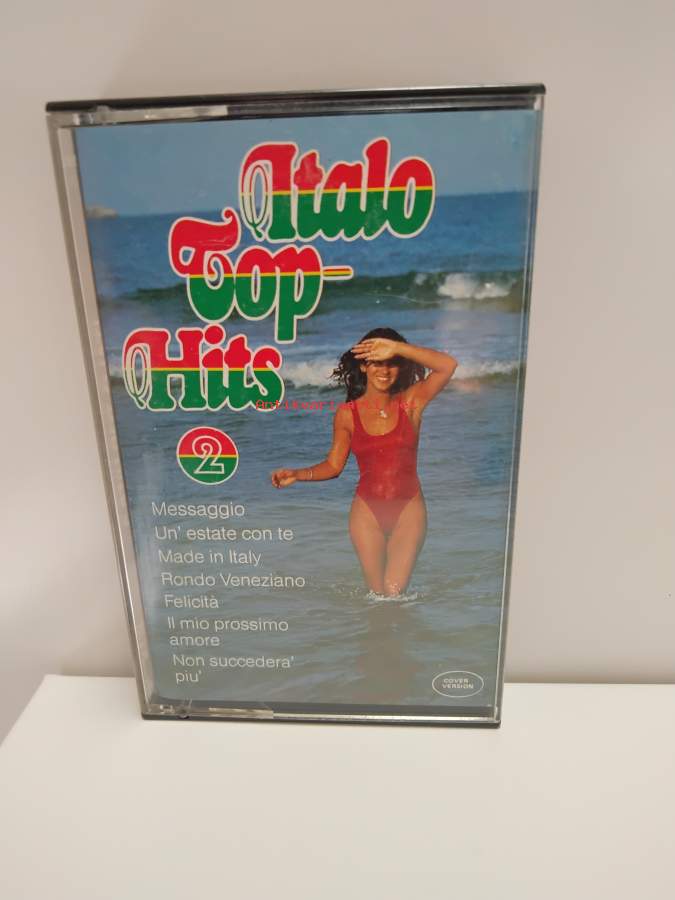 Italo
Top-
Hits
2
Messaggio
Un' estate con te
Made in Italy
Rondo Veneziano
Felicità
Il mio prossimo
amore
Non succedera'
piu'
COVER
VERSION